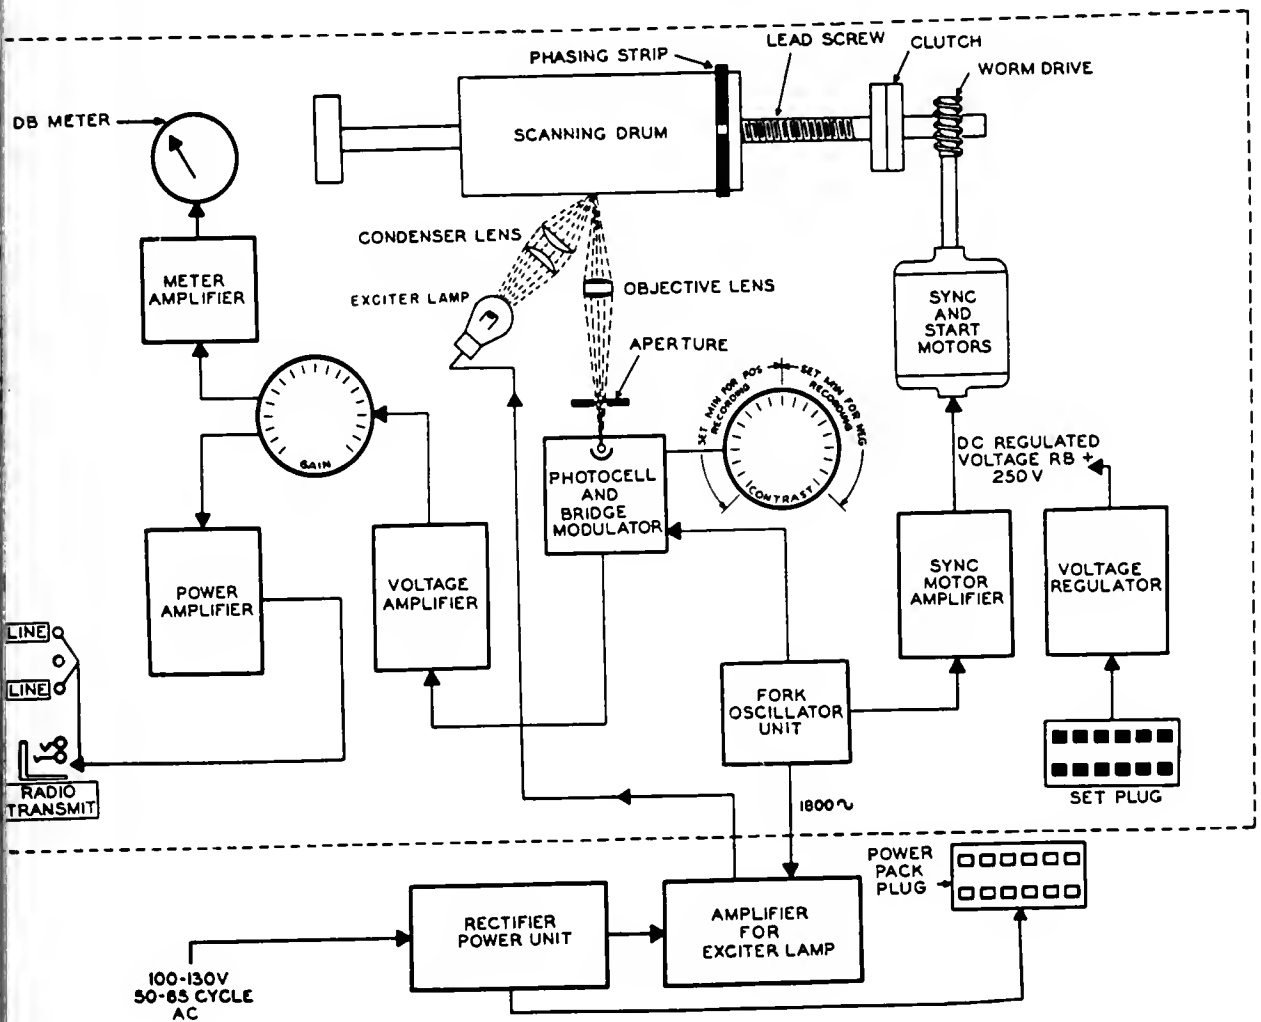 PHASING STRIP
LEAD SCREW
CLUTCH
WORM DRIVE
DB METER
SCANNING DRUM
CONDENSER LENS
METER
AMPLIFIER
EXCITER LAMP
OBJECTIVE LENS
SYNC
AND
START
MOTORS
APERTURE
SET MIN FOR POS
RECORDING
SET MIN FOR NEG
RECORDING
CONTRAST
GAIN
DC REGULATED
VOLTAGE RB +
250V
PHOTOCELL
AND
BRIDGE
MODULATOR
POWER
AMPLIFIER
VOLTAGE
AMPLIFIER
SYNC
MOTOR
AMPLIFIER
VOLTAGE
REGULATOR
LINE
LINE
FORK
OSCILLATOR
UNIT
RADIO
TRANSMIT
1800~
SET PLUG
POWER
PACK
PLUG
RECTIFIER
POWER UNIT
AMPLIFIER
FOR
EXCITER LAMP
100-130V
50-65 CYCLE
AC